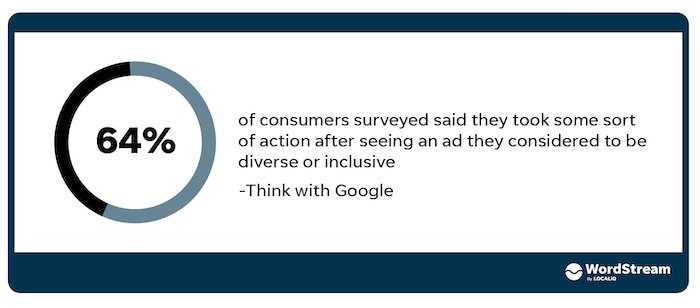 64%
of consumers surveyed said they took some sort
of action after seeing an ad they considered to be
diverse or inclusive
-Think with Google
WordStream
By LOCALiQ